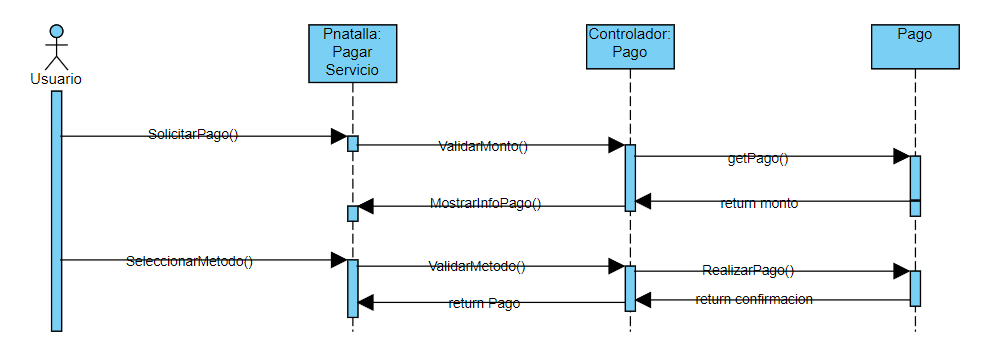 Usuario
Pnatalla:
Pagar
Servicio
Controlador:
Pago
Pago
SolicitarPago()
ValidarMonto()
getPago()
MostrarInfoPago()
return monto
SeleccionarMetodo()
ValidarMetodo()
RealizarPago()
return Pago
return confirmacion